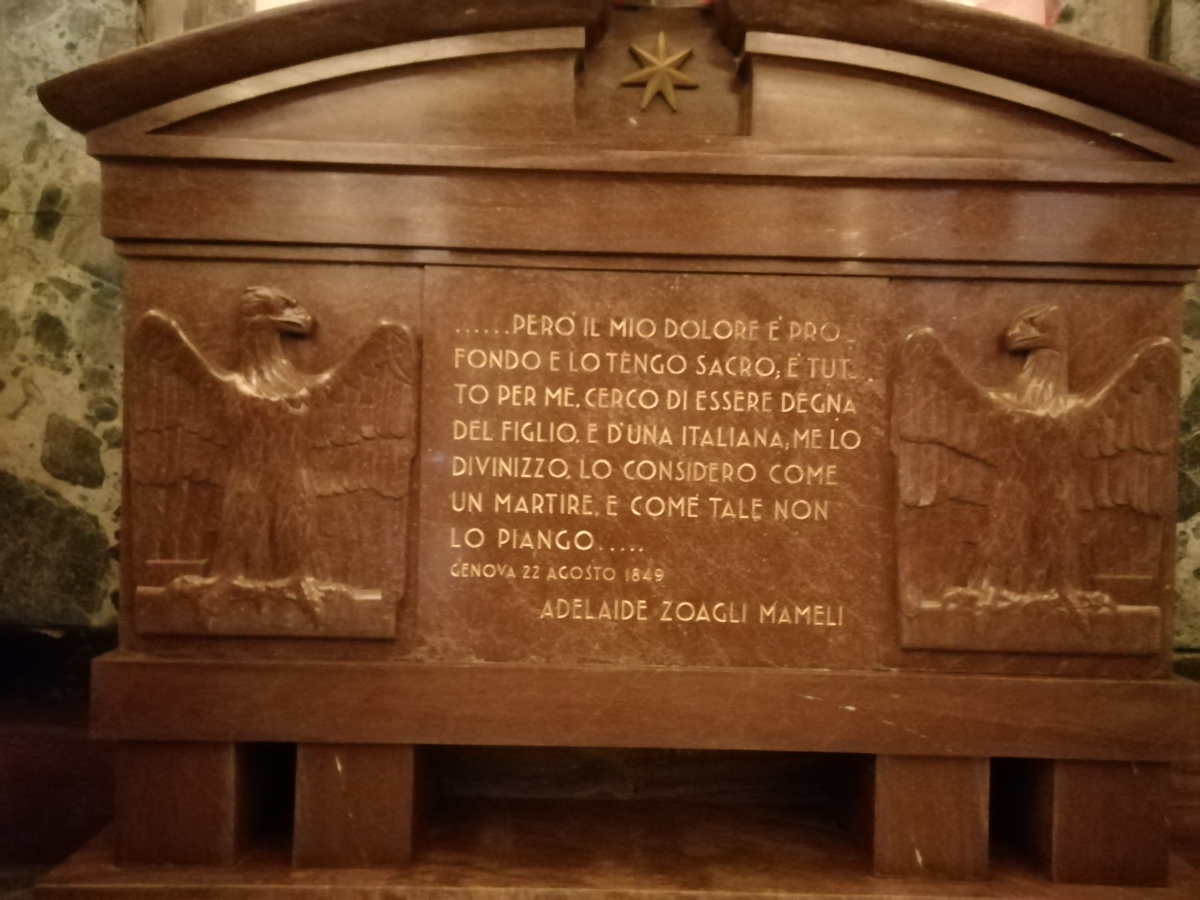 ......PERO' IL MIO DOLORE E' PRO-
FONDO E LO TENGO SACRO; E' TUT-
TO PER ME, CERCO DI ESSERE DEGNA
DEL FIGLIO, E D'UNA ITALIANA; ME LO
DIVINIZZO, LO CONSIDERO COME
UN MARTIRE, E COME TALE NON
LO PIANGO.....
GENOVA 22 AGOSTO 1849
ADELAIDE ZOAGLI MAMELI